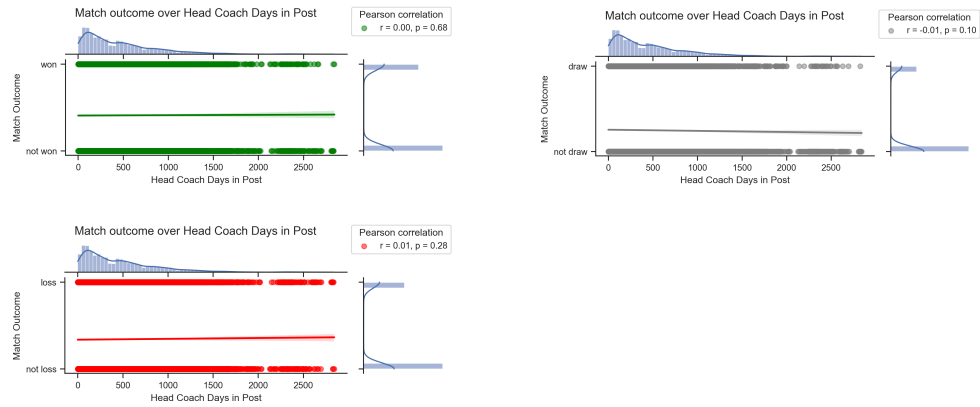 Match outcome over Head Coach Days in Post
Pearson correlation
r = 0.00, p = 0.68
won
not won
Match Outcome
0 500 1000 1500 2000 2500
Head Coach Days in Post
Match outcome over Head Coach Days in Post
Pearson correlation
r = -0.01, p = 0.10
draw
not draw
Match Outcome
0 500 1000 1500 2000 2500
Head Coach Days in Post
Match outcome over Head Coach Days in Post
Pearson correlation
r = 0.01, p = 0.28
loss
not loss
Match Outcome
0 500 1000 1500 2000 2500
Head Coach Days in Post